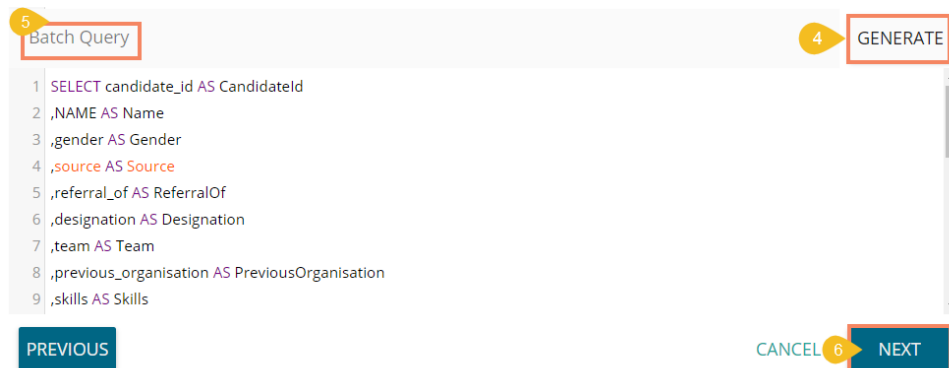 5
Batch Query
4
GENERATE
1 SELECT candidate_id AS CandidateId
2 ,NAME AS Name
3 ,gender AS Gender
4 ,source AS Source
5 ,referral_of AS ReferralOf
6 ,designation AS Designation
7 ,team AS Team
8 ,previous_organisation AS PreviousOrganisation
9 ,skills AS Skills
PREVIOUS
CANCEL
6
NEXT